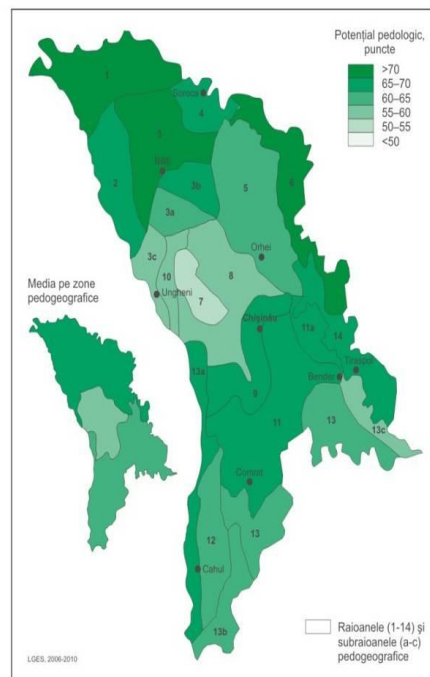 Potențial pedologic,
puncte
>70
65–70
60–65
55–60
50–55
<50
1
Soroca
4
3
2
Bălți
3b
5
6
3a
3c
Orhei
10
8
Ungheni
7
Media pe zone
pedogeografice
Chișinău
11a
14
13a
Tiraspol
Bender
9
11
13
13c
Comrat
12
13
Cahul
13b
Raioanele (1-14) și
subraioanele (a-c)
pedogeografice
LGES, 2006-2010